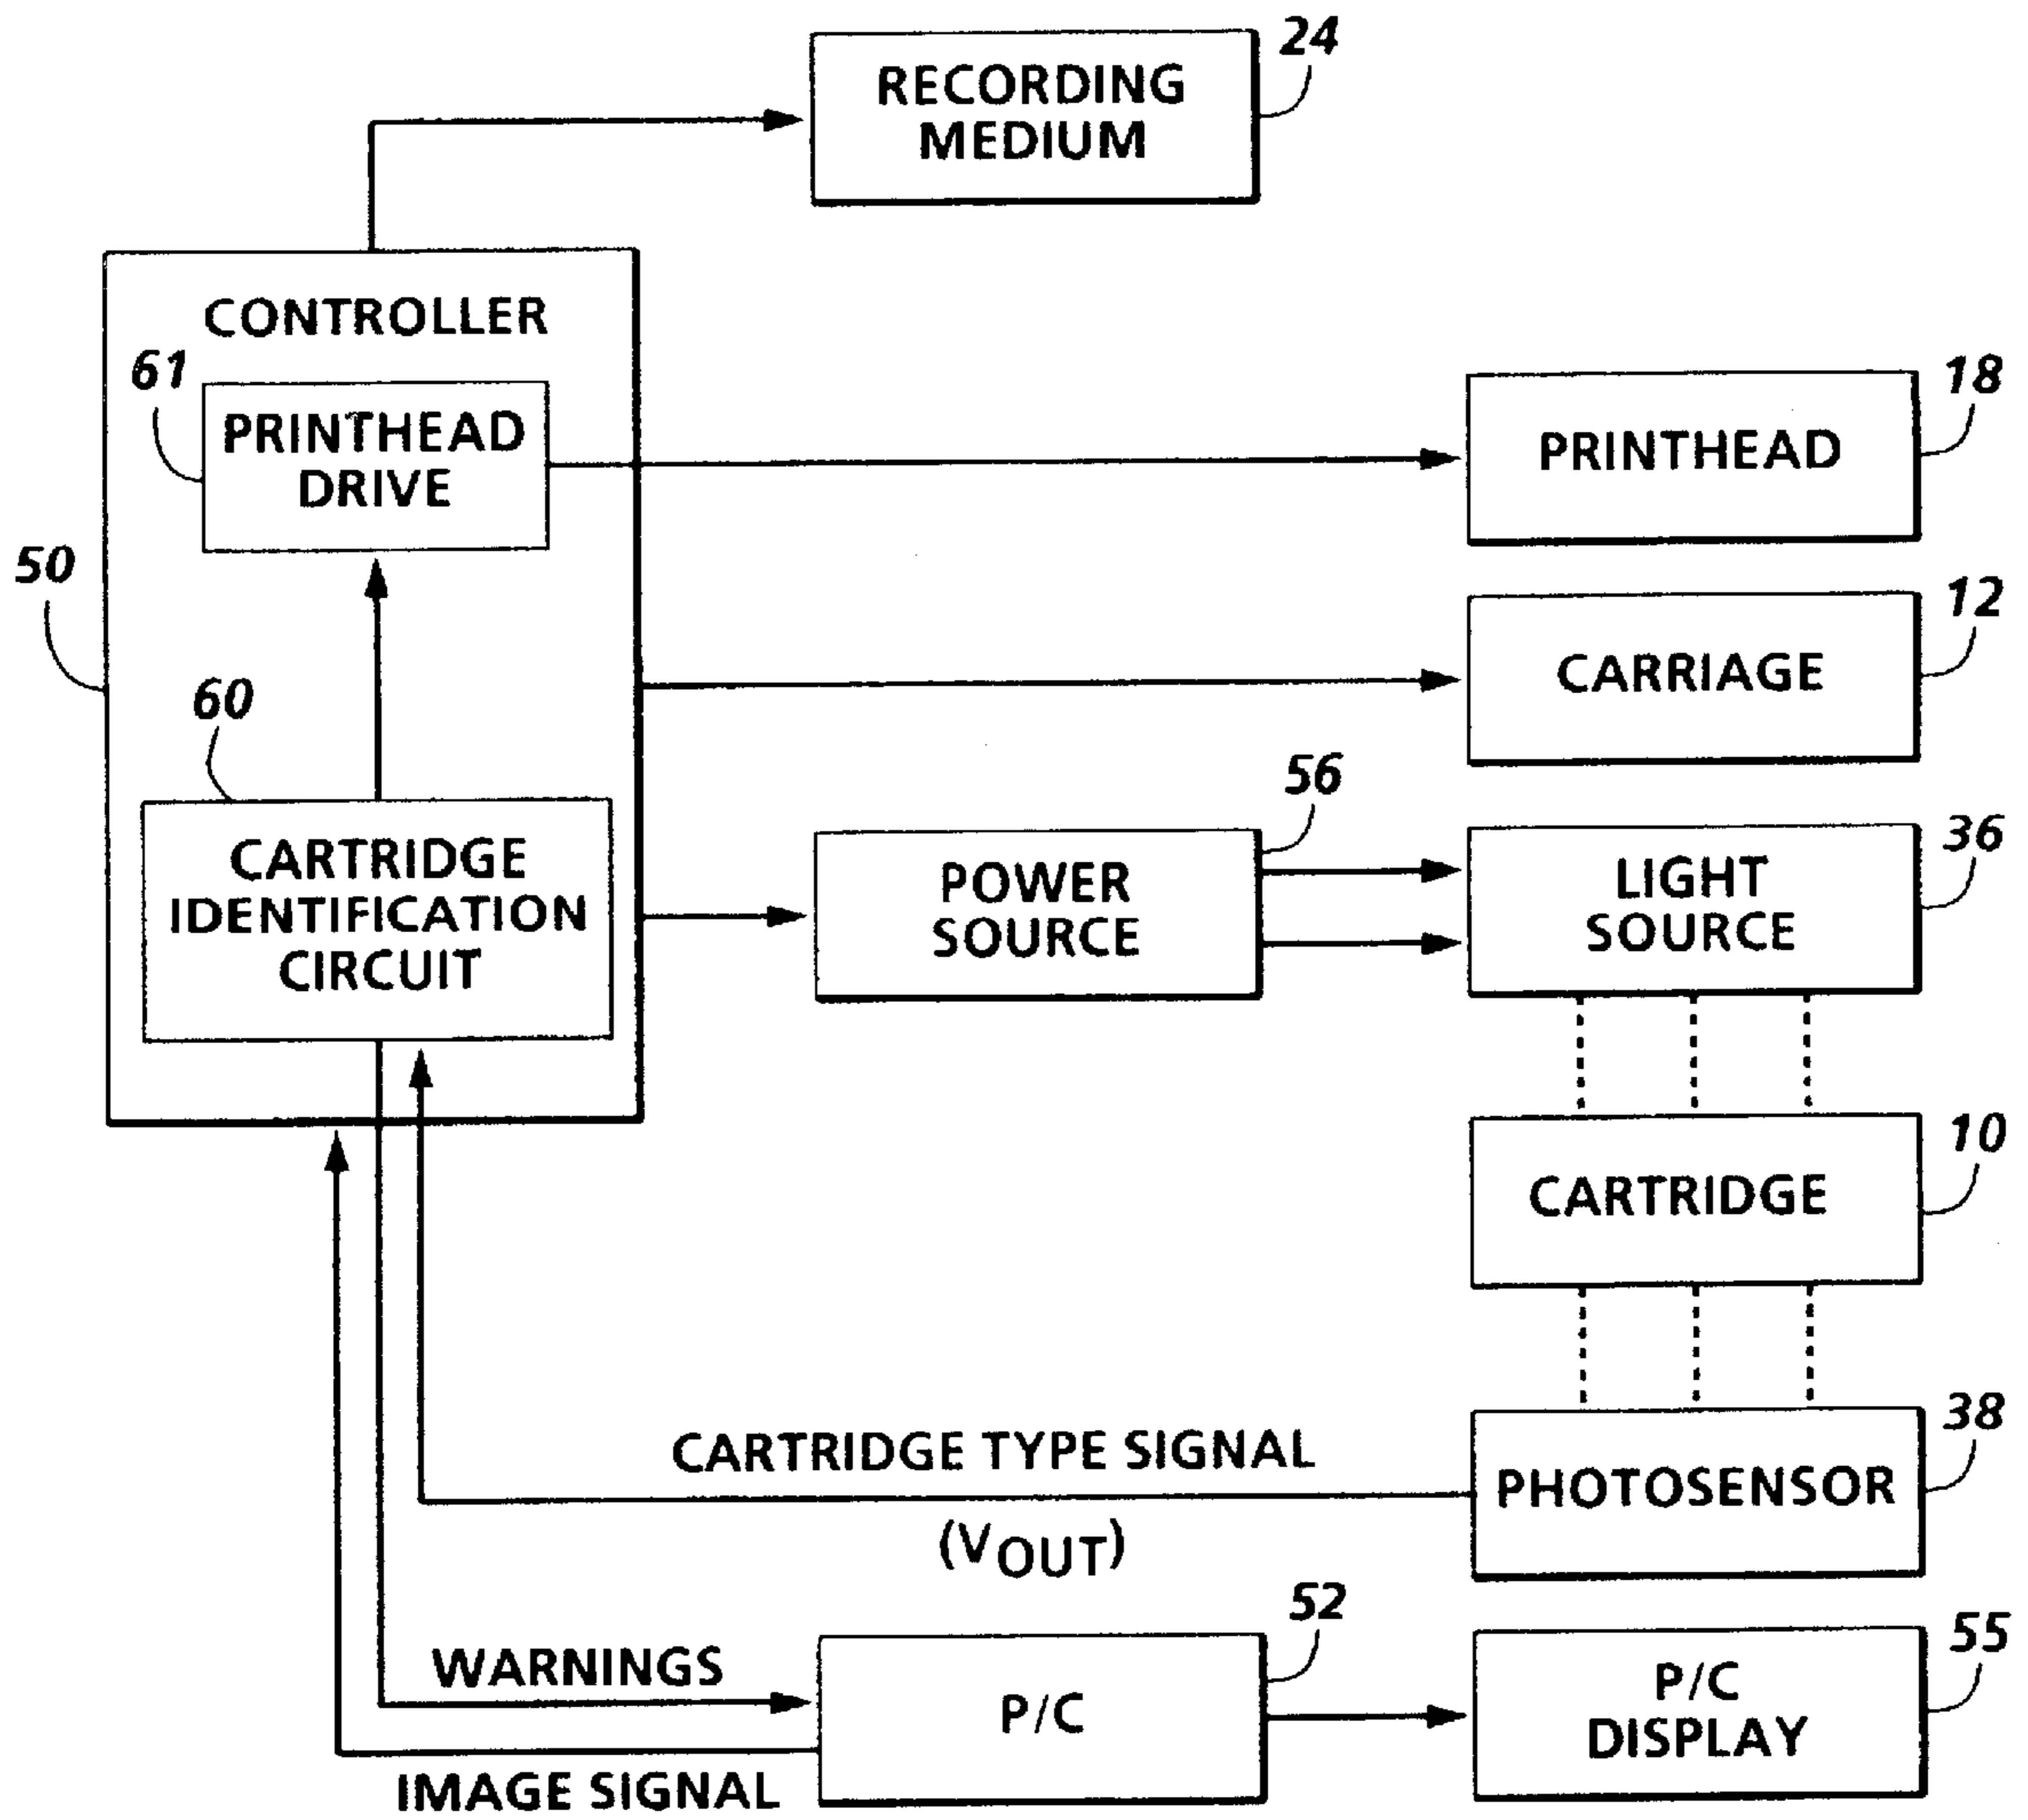 24
RECORDING
MEDIUM
CONTROLLER
61
PRINTHEAD
DRIVE
18
PRINTHEAD
50
12
CARRIAGE
60
CARTRIDGE
IDENTIFICATION
CIRCUIT
56
POWER
SOURCE
36
LIGHT
SOURCE
10
CARTRIDGE
38
PHOTOSENSOR
CARTRIDGE TYPE SIGNAL
(VOUT)
52
WARNINGS
P/C
55
P/C
DISPLAY
IMAGE SIGNAL